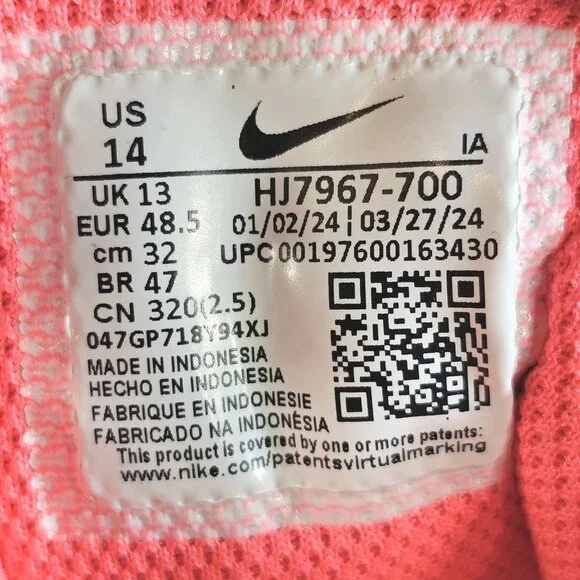 US
14
IA
UK 13
HJ7967-700
EUR 48.5
01/02/24 | 03/27/24
cm 32
UPC 00197600163430
BR 47
CN 320(2.5)
047GP718Y94XJ
MADE IN INDONESIA
HECHO EN INDONESIA
FABRIQUE EN INDONESIE
FABRICADO NA INDONÉSIA
This product is covered by one or more patents:
www.nike.com/patentsvirtualmarking